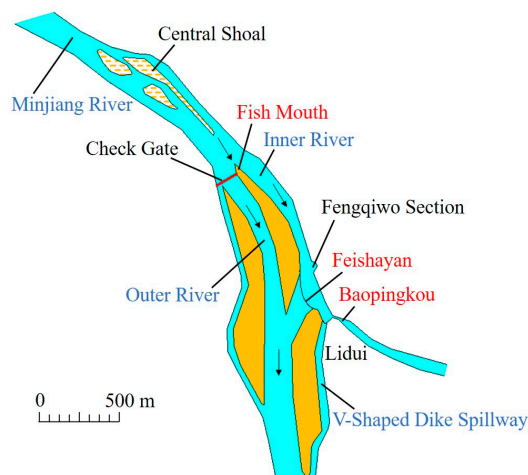 Central Shoal
Minjiang River
Fish Mouth
Inner River
Check Gate
Fengqiwo Section
Feishayan
Baopingkou
Outer River
Lidui
0 500 m
V-Shaped Dike Spillway